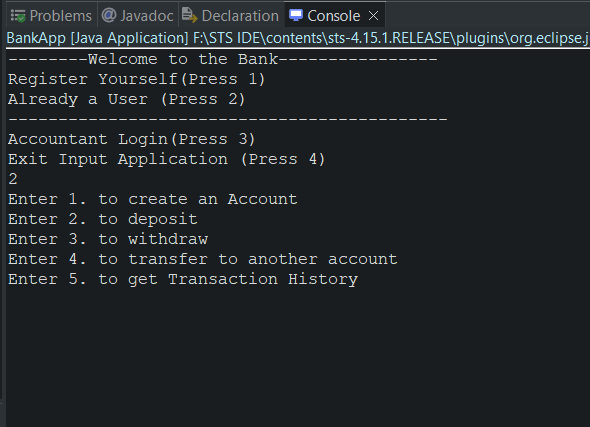 Problems @ Javadoc Declaration Console
BankApp [Java Application] F:\STS IDE\contents\sts-4.15.1.RELEASE\plugins\org.eclipse.j
--------Welcome to the Bank----------------
Register Yourself(Press 1)
Already a User (Press 2)
--------------------------------------------
Accountant Login(Press 3)
Exit Input Application (Press 4)
2
Enter 1. to create an Account
Enter 2. to deposit
Enter 3. to withdraw
Enter 4. to transfer to another account
Enter 5. to get Transaction History